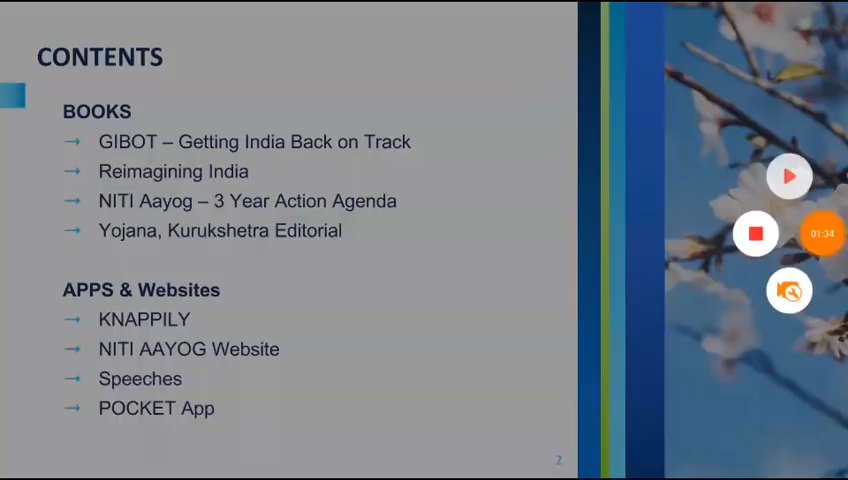 CONTENTS
BOOKS
→ GIBOT – Getting India Back on Track
→ Reimagining India
→ NITI Aayog – 3 Year Action Agenda
→ Yojana, Kurukshetra Editorial
APPS & Websites
→ KNAPPILY
→ NITI AAYOG Website
→ Speeches
→ POCKET App
01:34
2